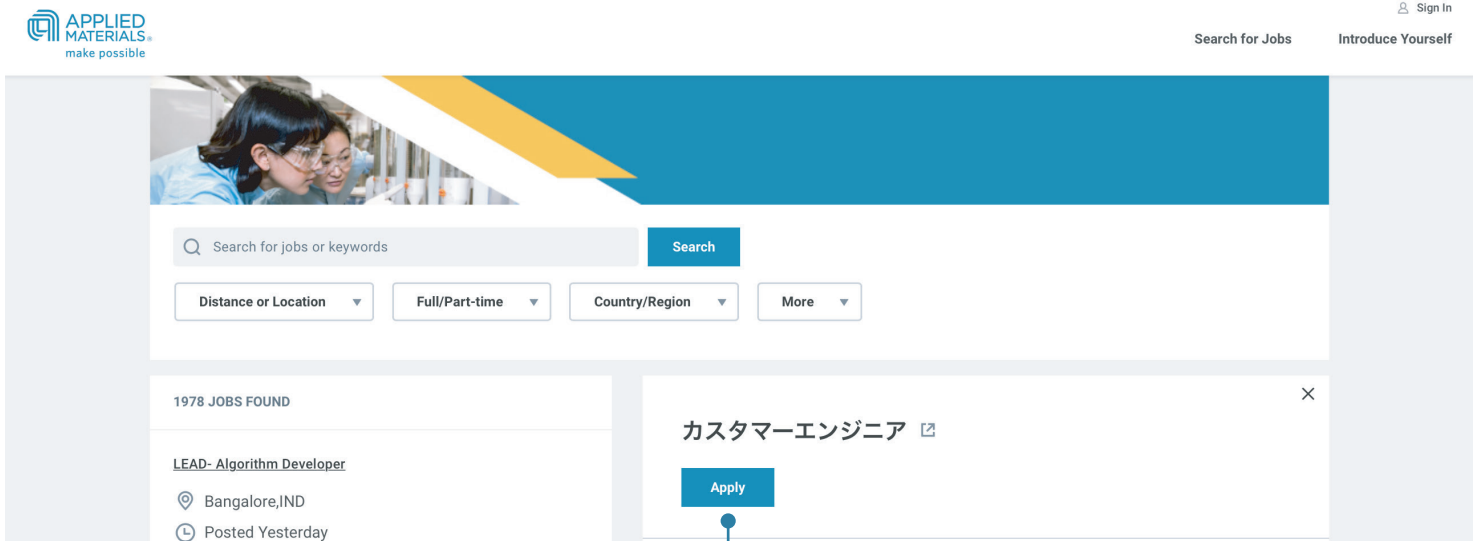 APPLIED
MATERIALS®
make possible
Sign In
Search for Jobs
Introduce Yourself
Search for jobs or keywords
Search
Distance or Location
Full/Part-time
Country/Region
More
1978 JOBS FOUND
LEAD- Algorithm Developer
Bangalore,IND
Posted Yesterday
カスタマーエンジニア
Apply